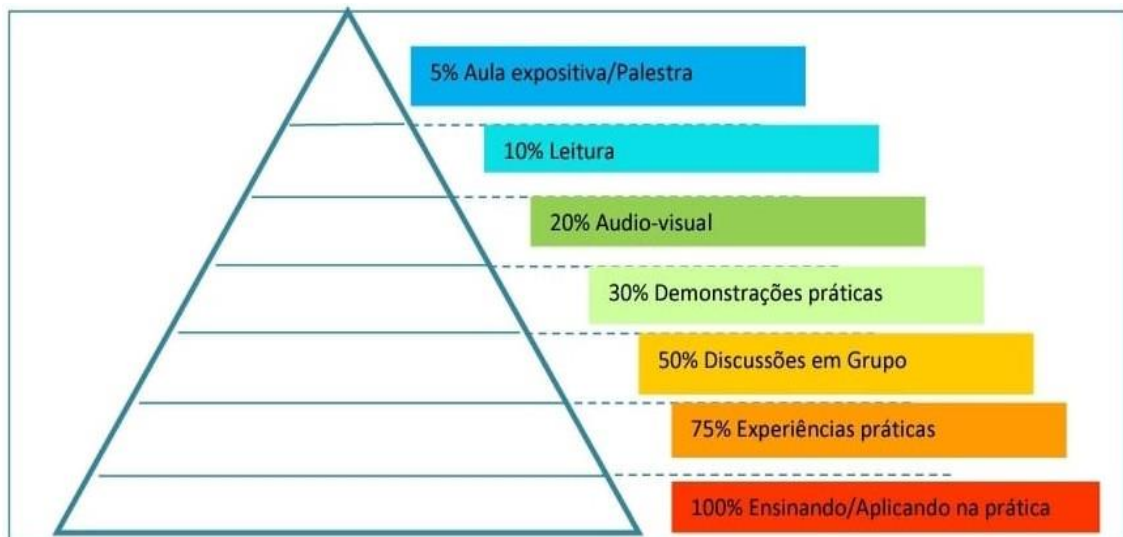 5% Aula expositiva/Palestra
10% Leitura
20% Audio-visual
30% Demonstrações práticas
50% Discussões em Grupo
75% Experiências práticas
100% Ensinando/Aplicando na prática